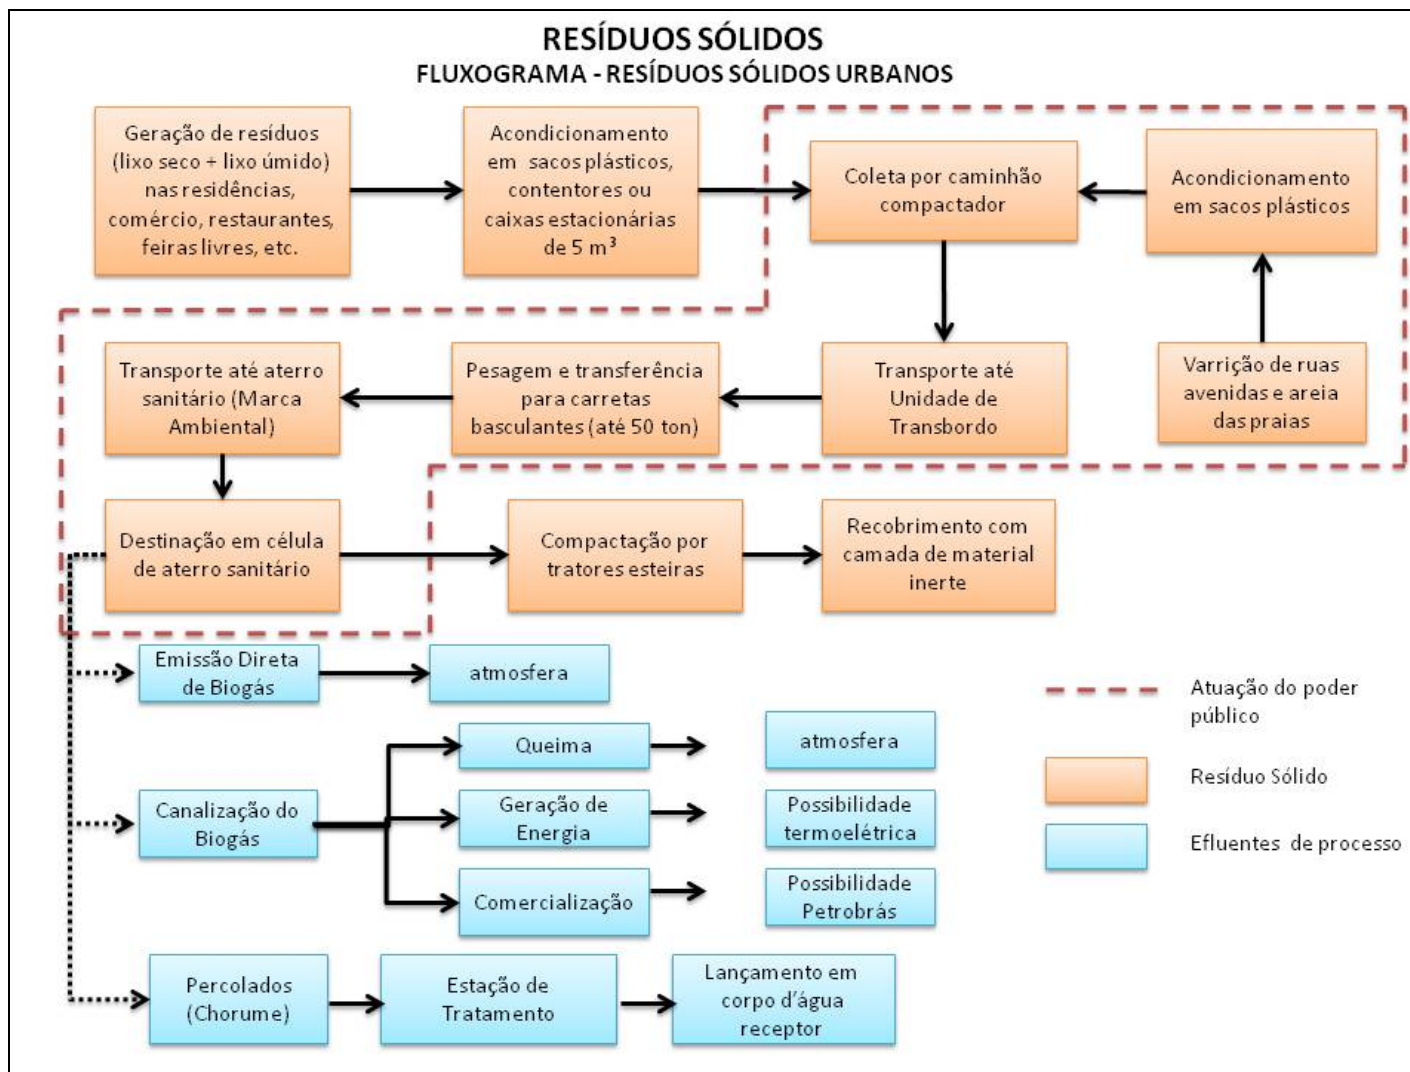 RESÍDUOS SÓLIDOS
FLUXOGRAMA - RESÍDUOS SÓLIDOS URBANOS
Geração de resíduos
(lixo seco + lixo úmido)
nas residências,
comércio, restaurantes,
feiras livres, etc.
Acondicionamento
em sacos plásticos,
contentores ou
caixas estacionárias
de 5 m³
Coleta por caminhão
compactador
Acondicionamento
em sacos plásticos
Transporte até aterro
sanitário (Marca
Ambiental)
Pesagem e transferência
para carretas
basculantes (até 50 ton)
Transporte até
Unidade de
Transbordo
Varrição de ruas
avenidas e areia
das praias
Destinação em célula
de aterro sanitário
Compactação por
tratores esteiras
Recobrimento com
camada de material
inerte
Emissão Direta
de Biogás
atmosfera
Atuação do poder
público
Queima
atmosfera
Resíduo Sólido
Canalização do
Biogás
Geração de
Energia
Possibilidade
termoelétrica
Efluentes de processo
Comercialização
Possibilidade
Petrobrás
Percolados
(Chorume)
Estação de
Tratamento
Lançamento em
corpo d'água
receptor